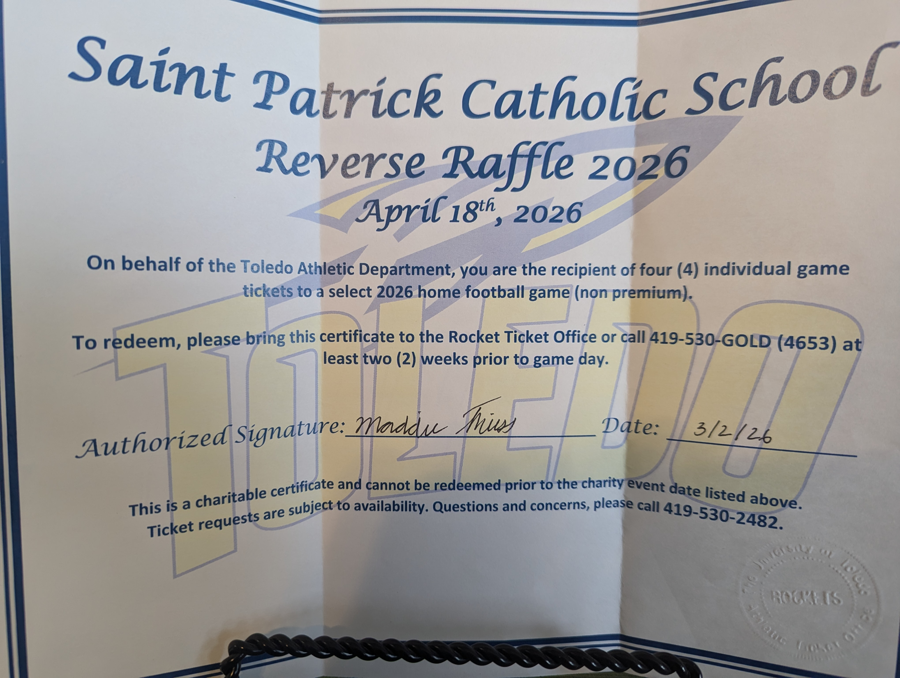 Saint Patrick Catholic School
Reverse Raffle 2026
April 18th, 2026
On behalf of the Toledo Athletic Department, you are the recipient of four (4) individual game
tickets to a select 2026 home football game (non premium).
To redeem, please bring this certificate to the Rocket Ticket Office or call 419-530-GOLD (4653) at
least two (2) weeks prior to game day.
Authorized Signature: Date: 3/2/26
This is a charitable certificate and cannot be redeemed prior to the charity event date listed above.
Ticket requests are subject to availability. Questions and concerns, please call 419-530-2482.
TOLEDO
University of Toledo
ROCKETS
Ticket Office